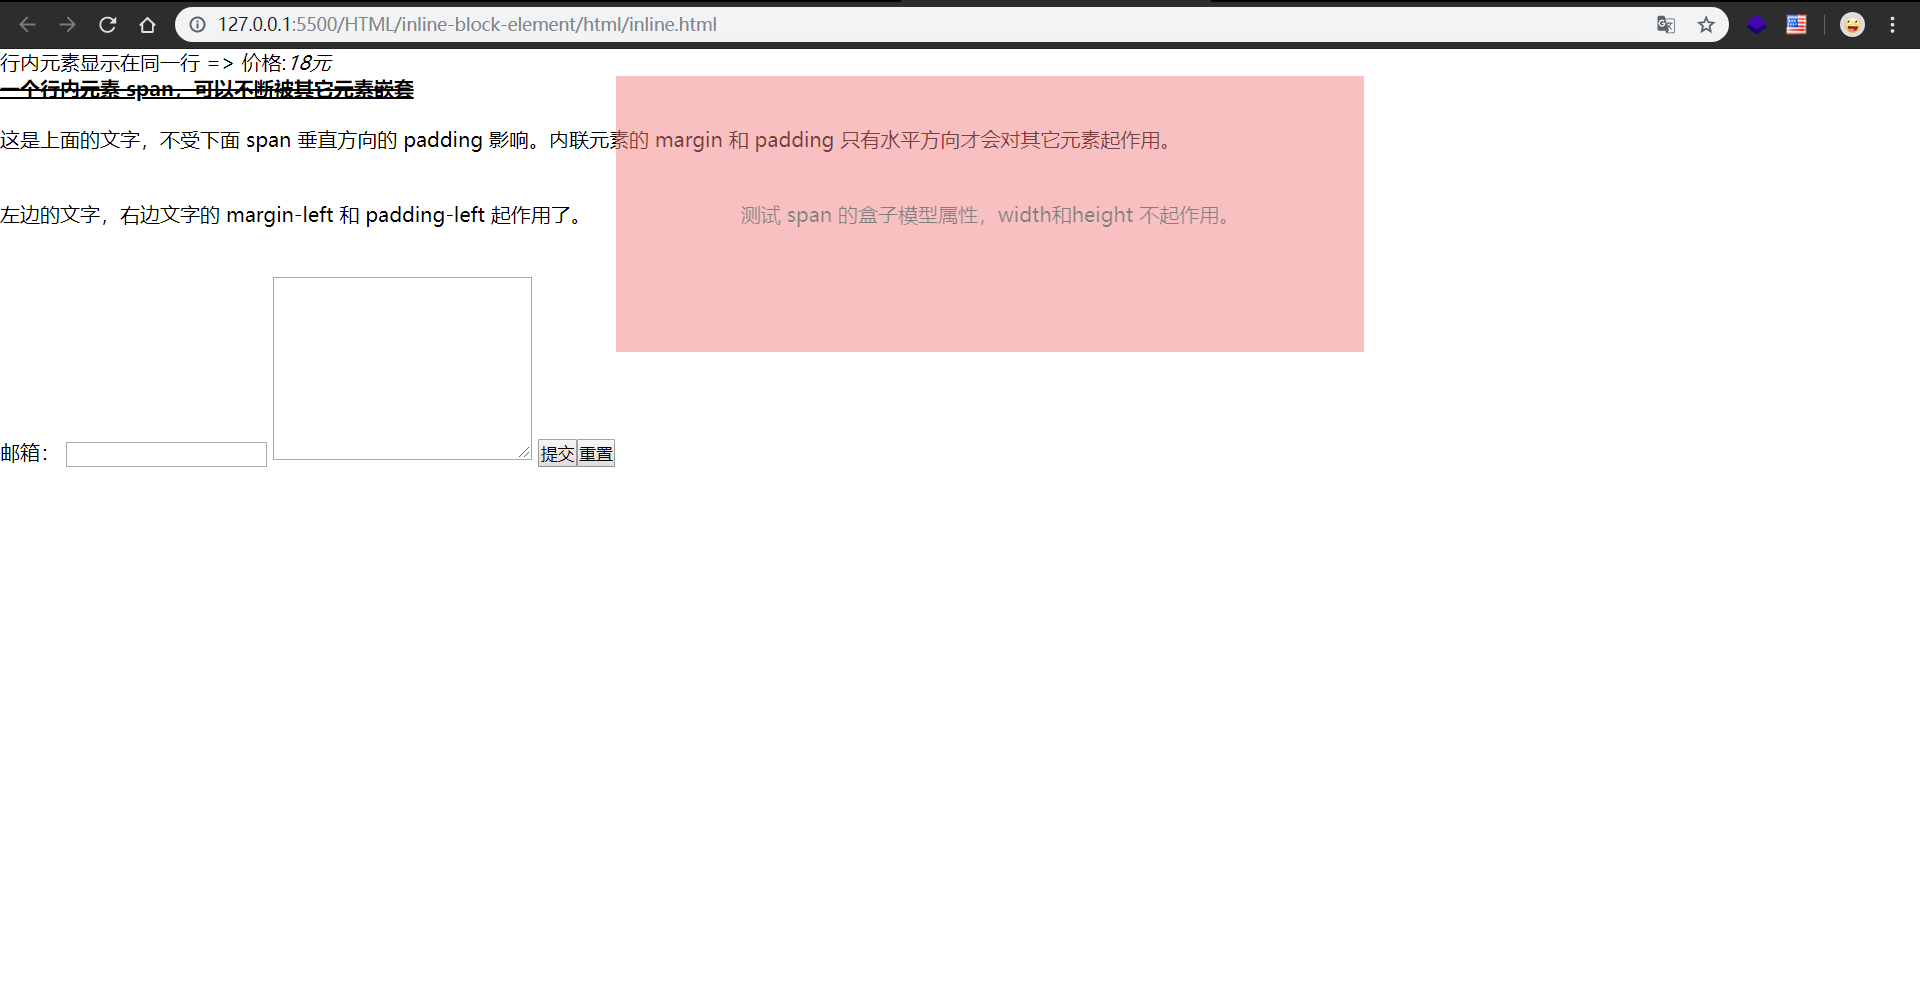 127.0.0.1:5500/HTML/inline-block-element/html/inline.html
行内元素显示在同一行 => 价格:18元
一个行内元素 span，可以不断被其它元素嵌套
这是上面的文字，不受下面 span 垂直方向的 padding 影响。内联元素的 margin 和 padding 只有水平方向才会对其它元素起作用。
左边的文字，右边文字的 margin-left 和 padding-left 起作用了。 测试 span 的盒子模型属性，width和height 不起作用。
邮箱： 提交 重置